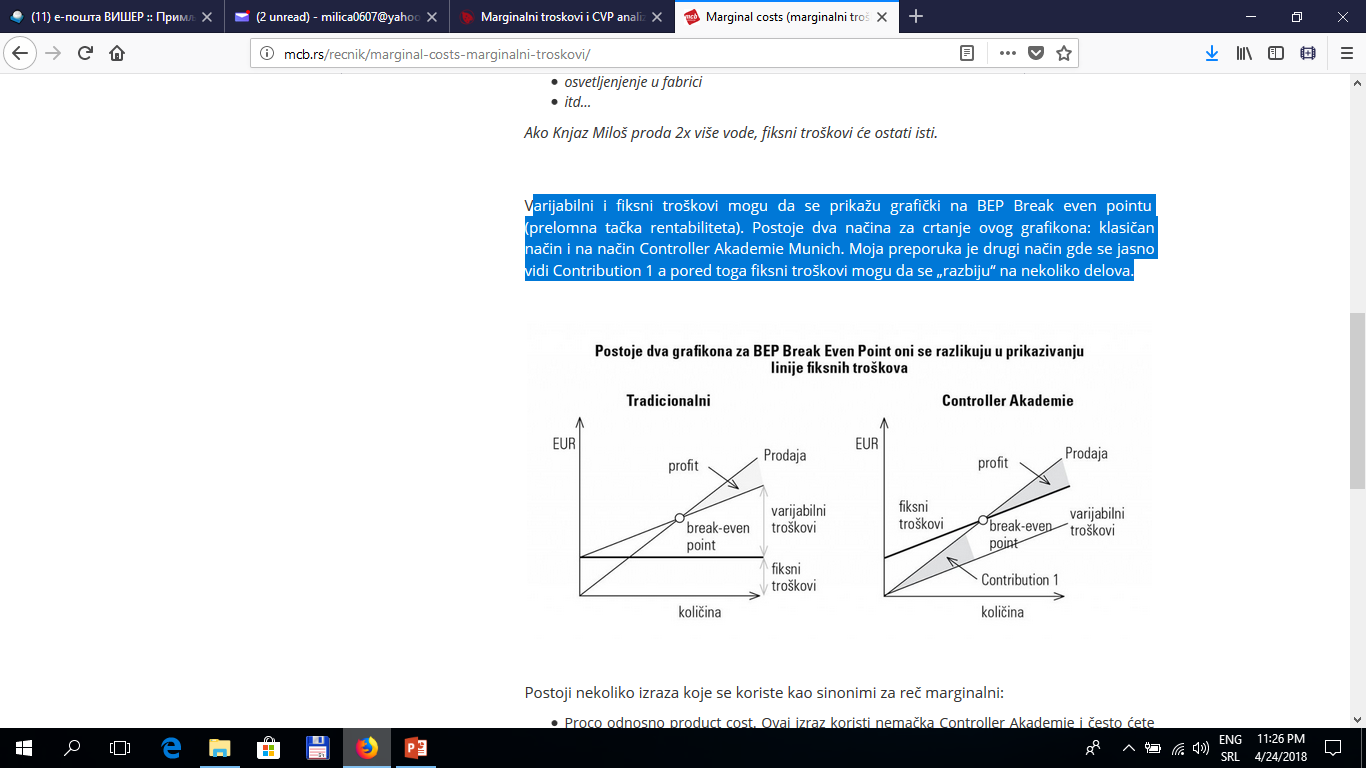 (11) е-пошта ВИШЕР :: Примљ
(2 unread) - milica0607@yahoo
Marginalni troskovi i CVP analiz
Marginal costs (marginalni troš
mcb.rs/recnik/marginal-costs-marginalni-troskovi/
osvetljenjenje u fabrici
itd...
Ako Knjaz Miloš proda 2x više vode, fiksni troškovi će ostati isti.
Varijabilni i fiksni troškovi mogu da se prikažu grafički na BEP Break even pointu
(prelomna tačka rentabiliteta). Postoje dva načina za crtanje ovog grafikona: klasičan
način i na način Controller Akademie Munich. Moja preporuka je drugi način gde se jasno
vidi Contribution 1 a pored toga fiksni troškovi mogu da se „razbiju“ na nekoliko delova.
Postoje dva grafikona za BEP Break Even Point oni se razlikuju u prikazivanju
linije fiksnih troškova
Tradicionalni
EUR
profit
Prodaja
varijabilni
troškovi
break-even
point
fiksni
troškovi
količina
Controller Akademie
EUR
profit
Prodaja
fiksni
troškovi
varijabilni
troškovi
break-even
point
Contribution 1
količina
Postoji nekoliko izraza koje se koriste kao sinonimi za reč marginalni:
Proco odnosno product cost. Ovaj izraz koristi nemačka Controller Akademie i često ćete
ENG
SRL
11:26 PM
4/24/2018